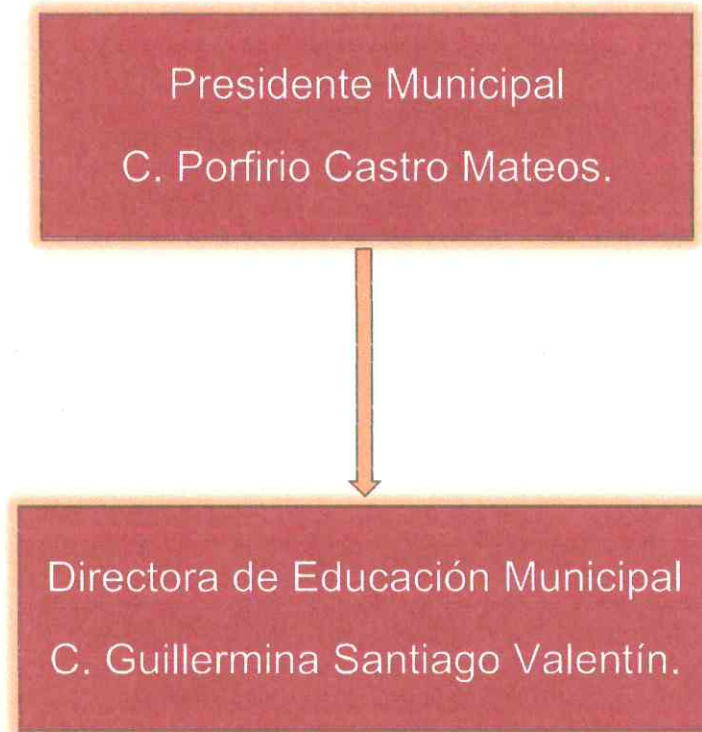 Presidente Municipal
C. Porfirio Castro Mateos.
Directora de Educación Municipal
C. Guillermina Santiago Valentín.